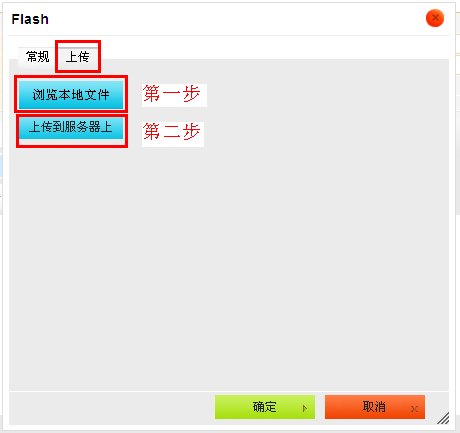 Flash
常规 上传
浏览本地文件 第一步
上传到服务器上 第二步
确定 取消